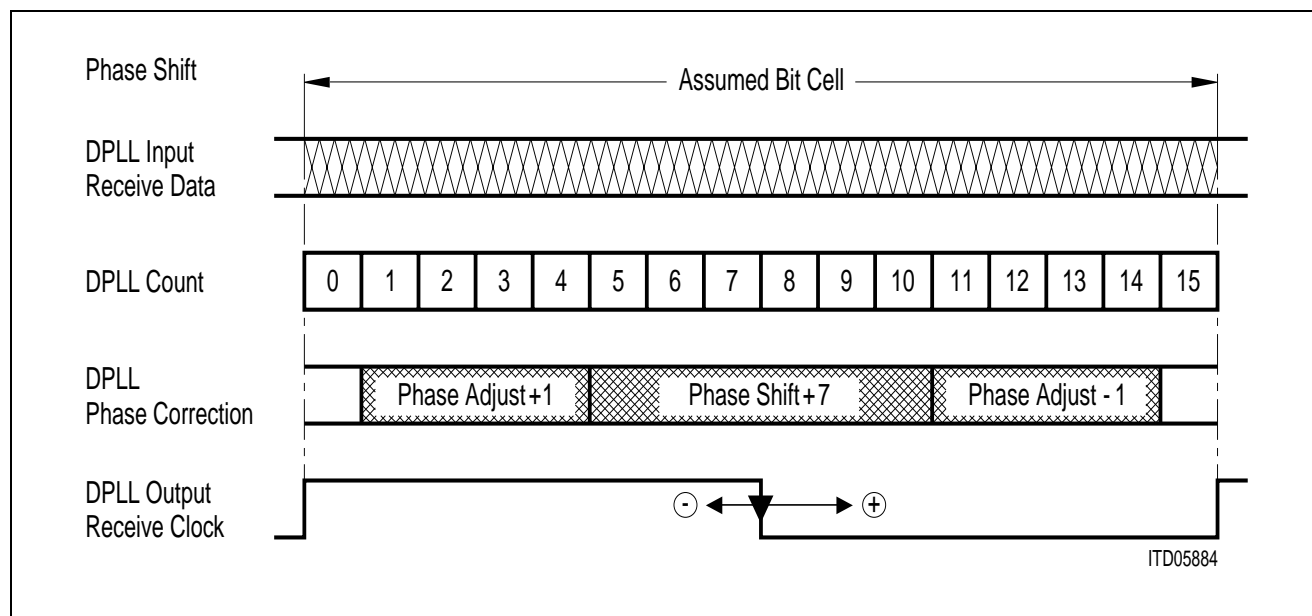 Phase Shift
Assumed Bit Cell
DPLL Input
Receive Data
DPLL Count
0 1 2 3 4 5 6 7 8 9 10 11 12 13 14 15
DPLL
Phase Correction
Phase Adjust +1
Phase Shift +7
Phase Adjust - 1
DPLL Output
Receive Clock
- +
ITD05884